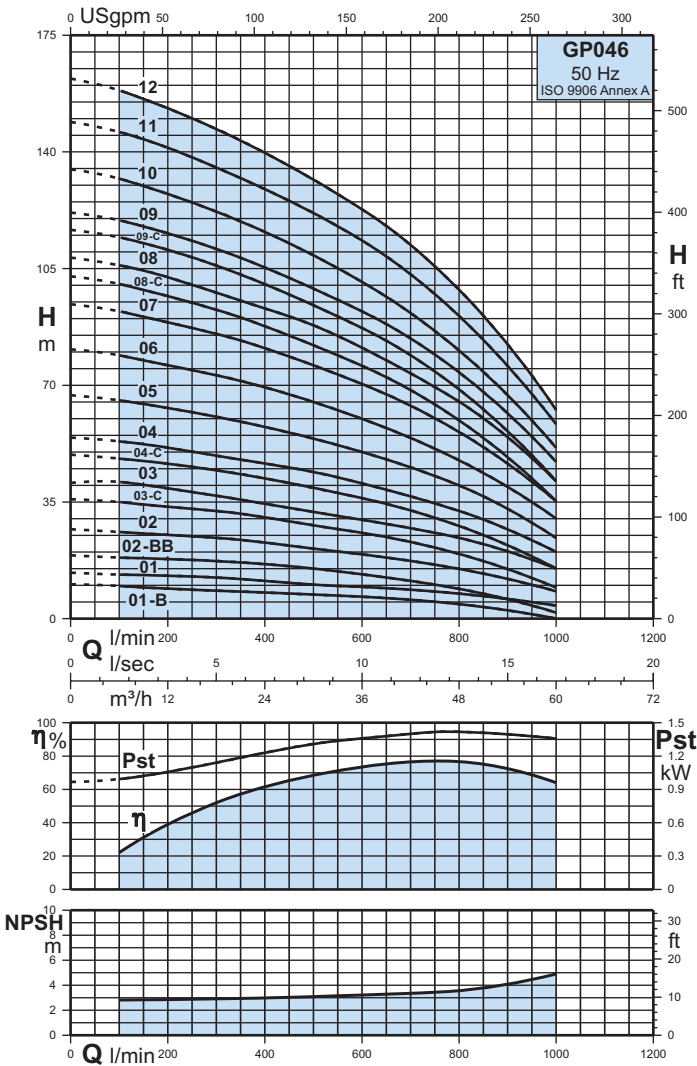 USgpm 50 100 150 200 250 300
GP046
50 Hz
ISO 9906 Annex A
175
140
105
70
35
0
H
m
500
400
300
200
100
0
H
ft
12
11
10
09
09-C
08
08-C
07
06
05
04
04-C
03
03-C
02
02-BB
01
01-B
0 200 400 600 800 1000 1200
Q l/min
l/sec
0 5 10 15 20
m³/h
0 12 24 36 48 60 72
η %
100
80
60
40
20
0
Pst
η
1.5
1.2
0.9
0.6
0.3
0
Pst
kW
NPSH
m
10
8
6
4
2
0
30
20
10
0
ft
0 200 400 600 800 1000 1200
Q l/min